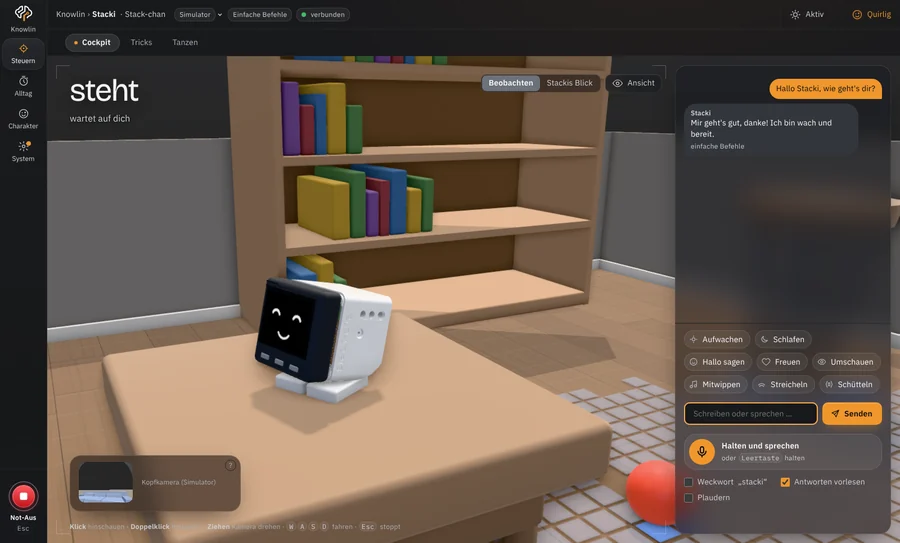 Knowlin › Stacki · Stack-chan
Simulator
Einfache Befehle
verbunden
Aktiv
Quirlig
Knowlin
Steuern
Alltag
Charakter
System
Not-Aus
Esc
Cockpit
Tricks
Tanzen
steht
wartet auf dich
Beobachten
Stackis Blick
Ansicht
Hallo Stacki, wie geht's dir?
Stacki
Mir geht's gut, danke! Ich bin wach und
bereit.
einfache Befehle
Aufwachen
Schlafen
Hallo sagen
Freuen
Umschauen
Mitwippen
Streicheln
Schütteln
Schreiben oder sprechen ...
Senden
Halten und sprechen
oder Leertaste halten
Weckwort „stacki“
Antworten vorlesen
Plaudern
Kopfkamera (Simulator)
?
Klick hinschauen · Doppelklick · Ziehen Kamera drehen · W A S D fahren · Esc stoppt